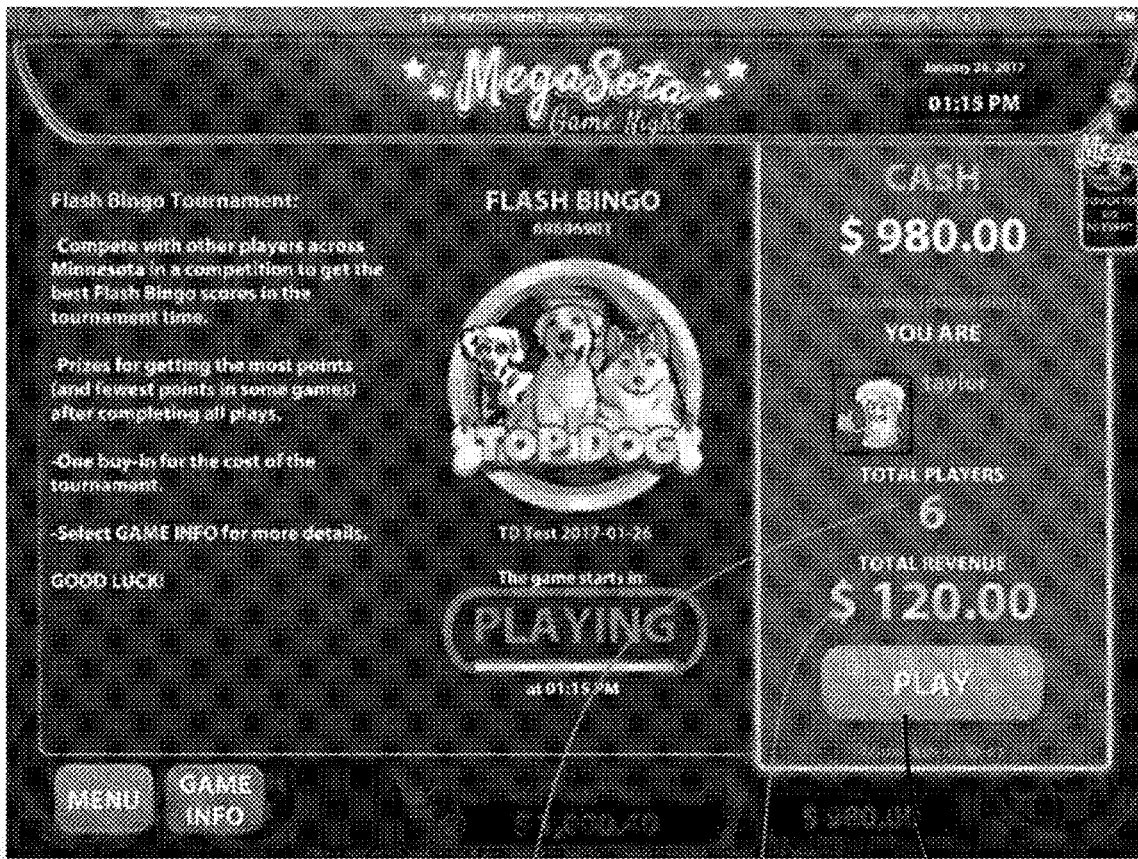 MegaSota
Game Night
January 26, 2017
01:15 PM
Flash Bingo Tournament:
-Compete with other players across
Minnesota in a competition to get the
best Flash Bingo scores in the
tournament time.
-Prizes for getting the most points
(and fewest points in some games)
after completing all plays.
-One buy-in for the cost of the
tournament.
-Select GAME INFO for more details.
GOOD LUCK!
FLASH BINGO
69696901
TOPIDOG
TD Test 2017-01-26
The game starts in:
PLAYING
at 01:15 PM
CASH
$ 980.00
YOU ARE
Taylor
TOTAL PLAYERS
6
TOTAL REVENUE
$ 120.00
PLAY
MENU
GAME
INFO
$ 980.00